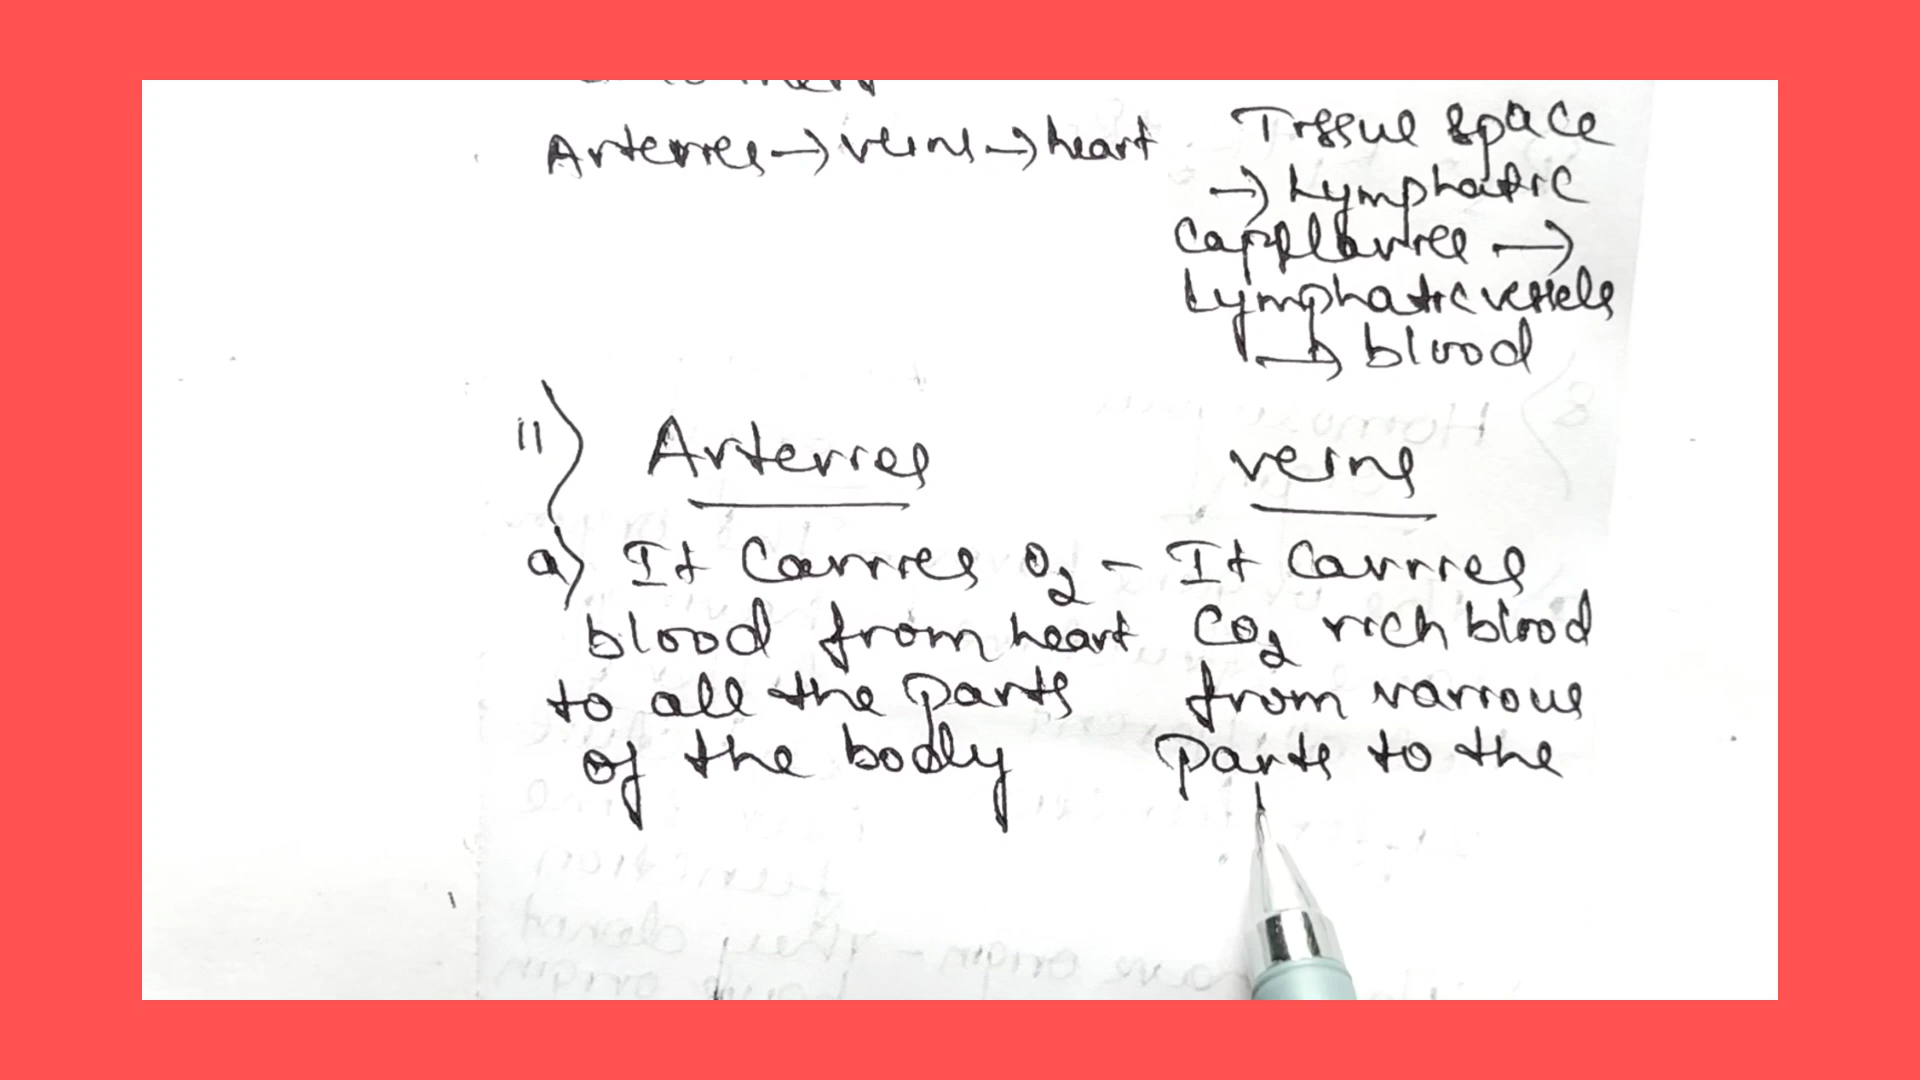 Arteries → veins → heart
Tissue space
→ Lymphatic
Capillaries →
Lymphatic vessels
→ blood
ii) Arteries veins
a) It Carries O2 - It Carries
blood from heart CO2 rich blood
to all the parts from various
of the body parts to the